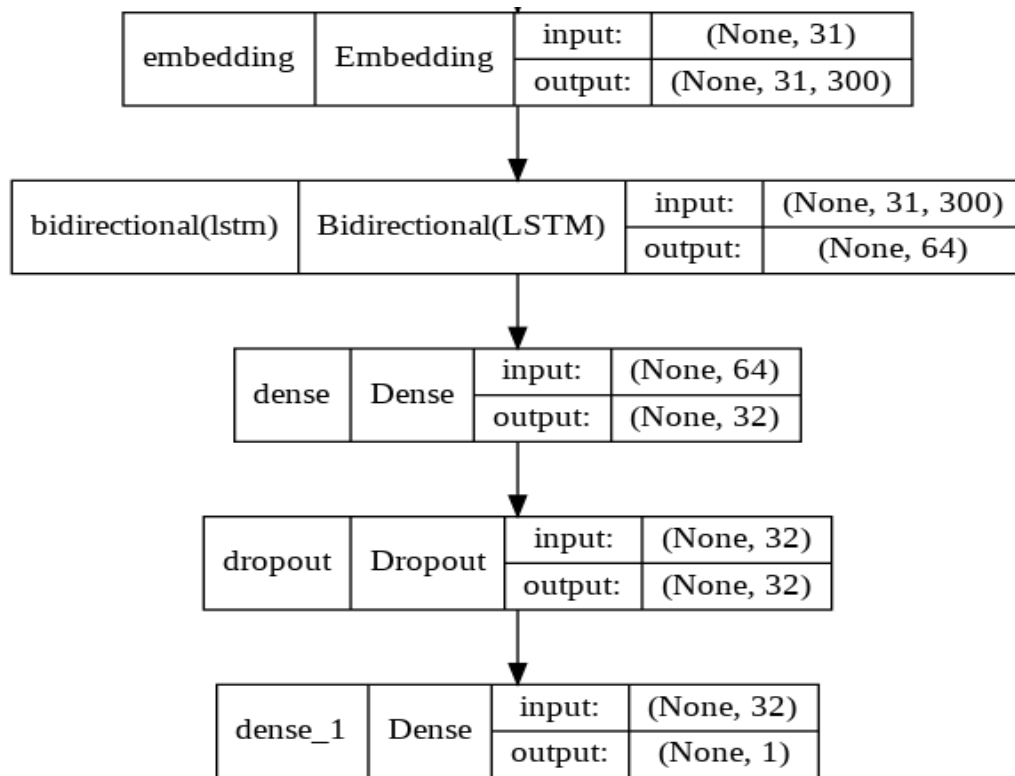 embedding Embedding input: (None, 31)
output: (None, 31, 300)
bidirectional(lstm) Bidirectional(LSTM) input: (None, 31, 300)
output: (None, 64)
dense Dense input: (None, 64)
output: (None, 32)
dropout Dropout input: (None, 32)
output: (None, 32)
dense_1 Dense input: (None, 32)
output: (None, 1)